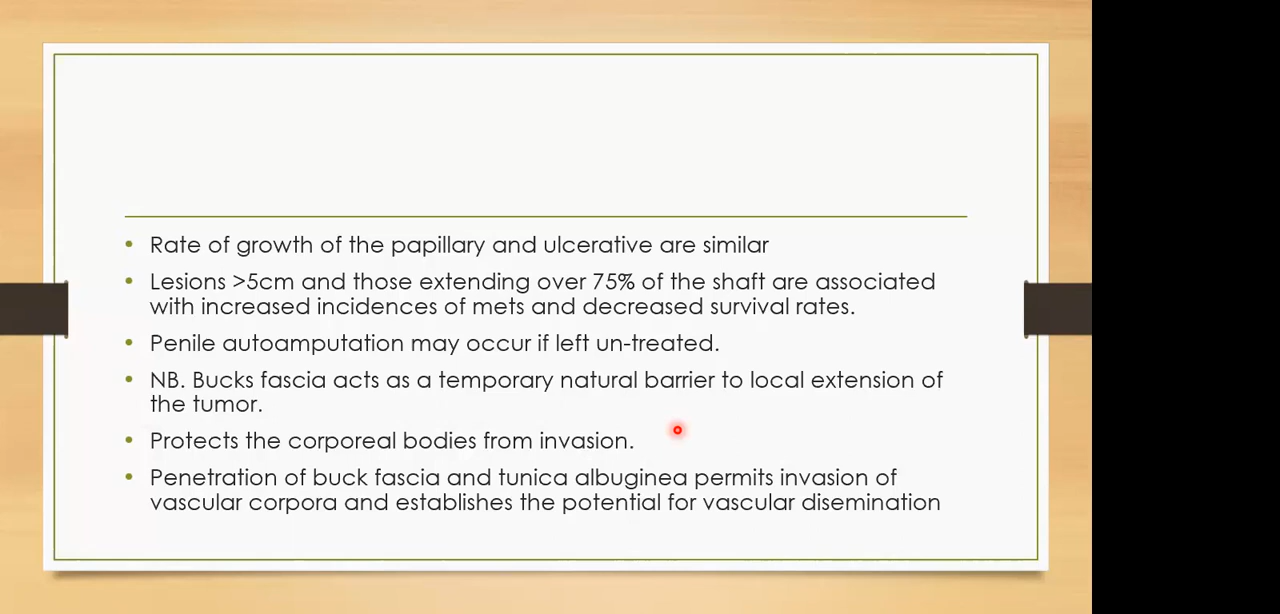 • Rate of growth of the papillary and ulcerative are similar
• Lesions >5cm and those extending over 75% of the shaft are associated
with increased incidences of mets and decreased survival rates.
• Penile autoamputation may occur if left un-treated.
• NB. Bucks fascia acts as a temporary natural barrier to local extension of
the tumor.
• Protects the corporeal bodies from invasion.
• Penetration of buck fascia and tunica albuginea permits invasion of
vascular corpora and establishes the potential for vascular disemination